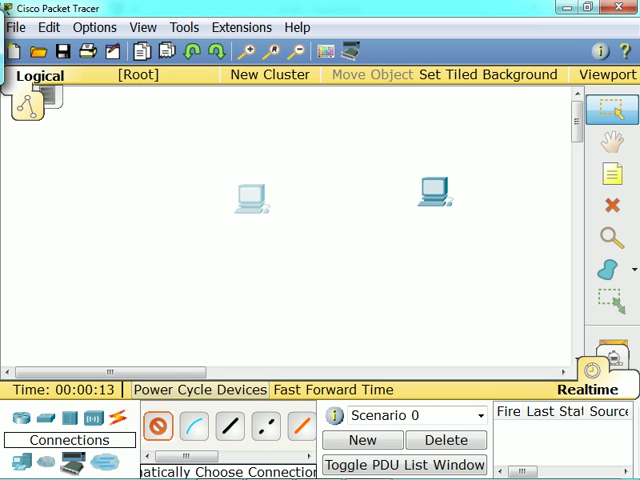 Cisco Packet Tracer
File Edit Options View Tools Extensions Help
Logical [Root] New Cluster Move Object Set Tiled Background Viewport
Time: 00:00:13 Power Cycle Devices Fast Forward Time Realtime
Scenario 0
Fire Last Stat Source
Connections
New Delete
Toggle PDU List Window
matically Choose Connection